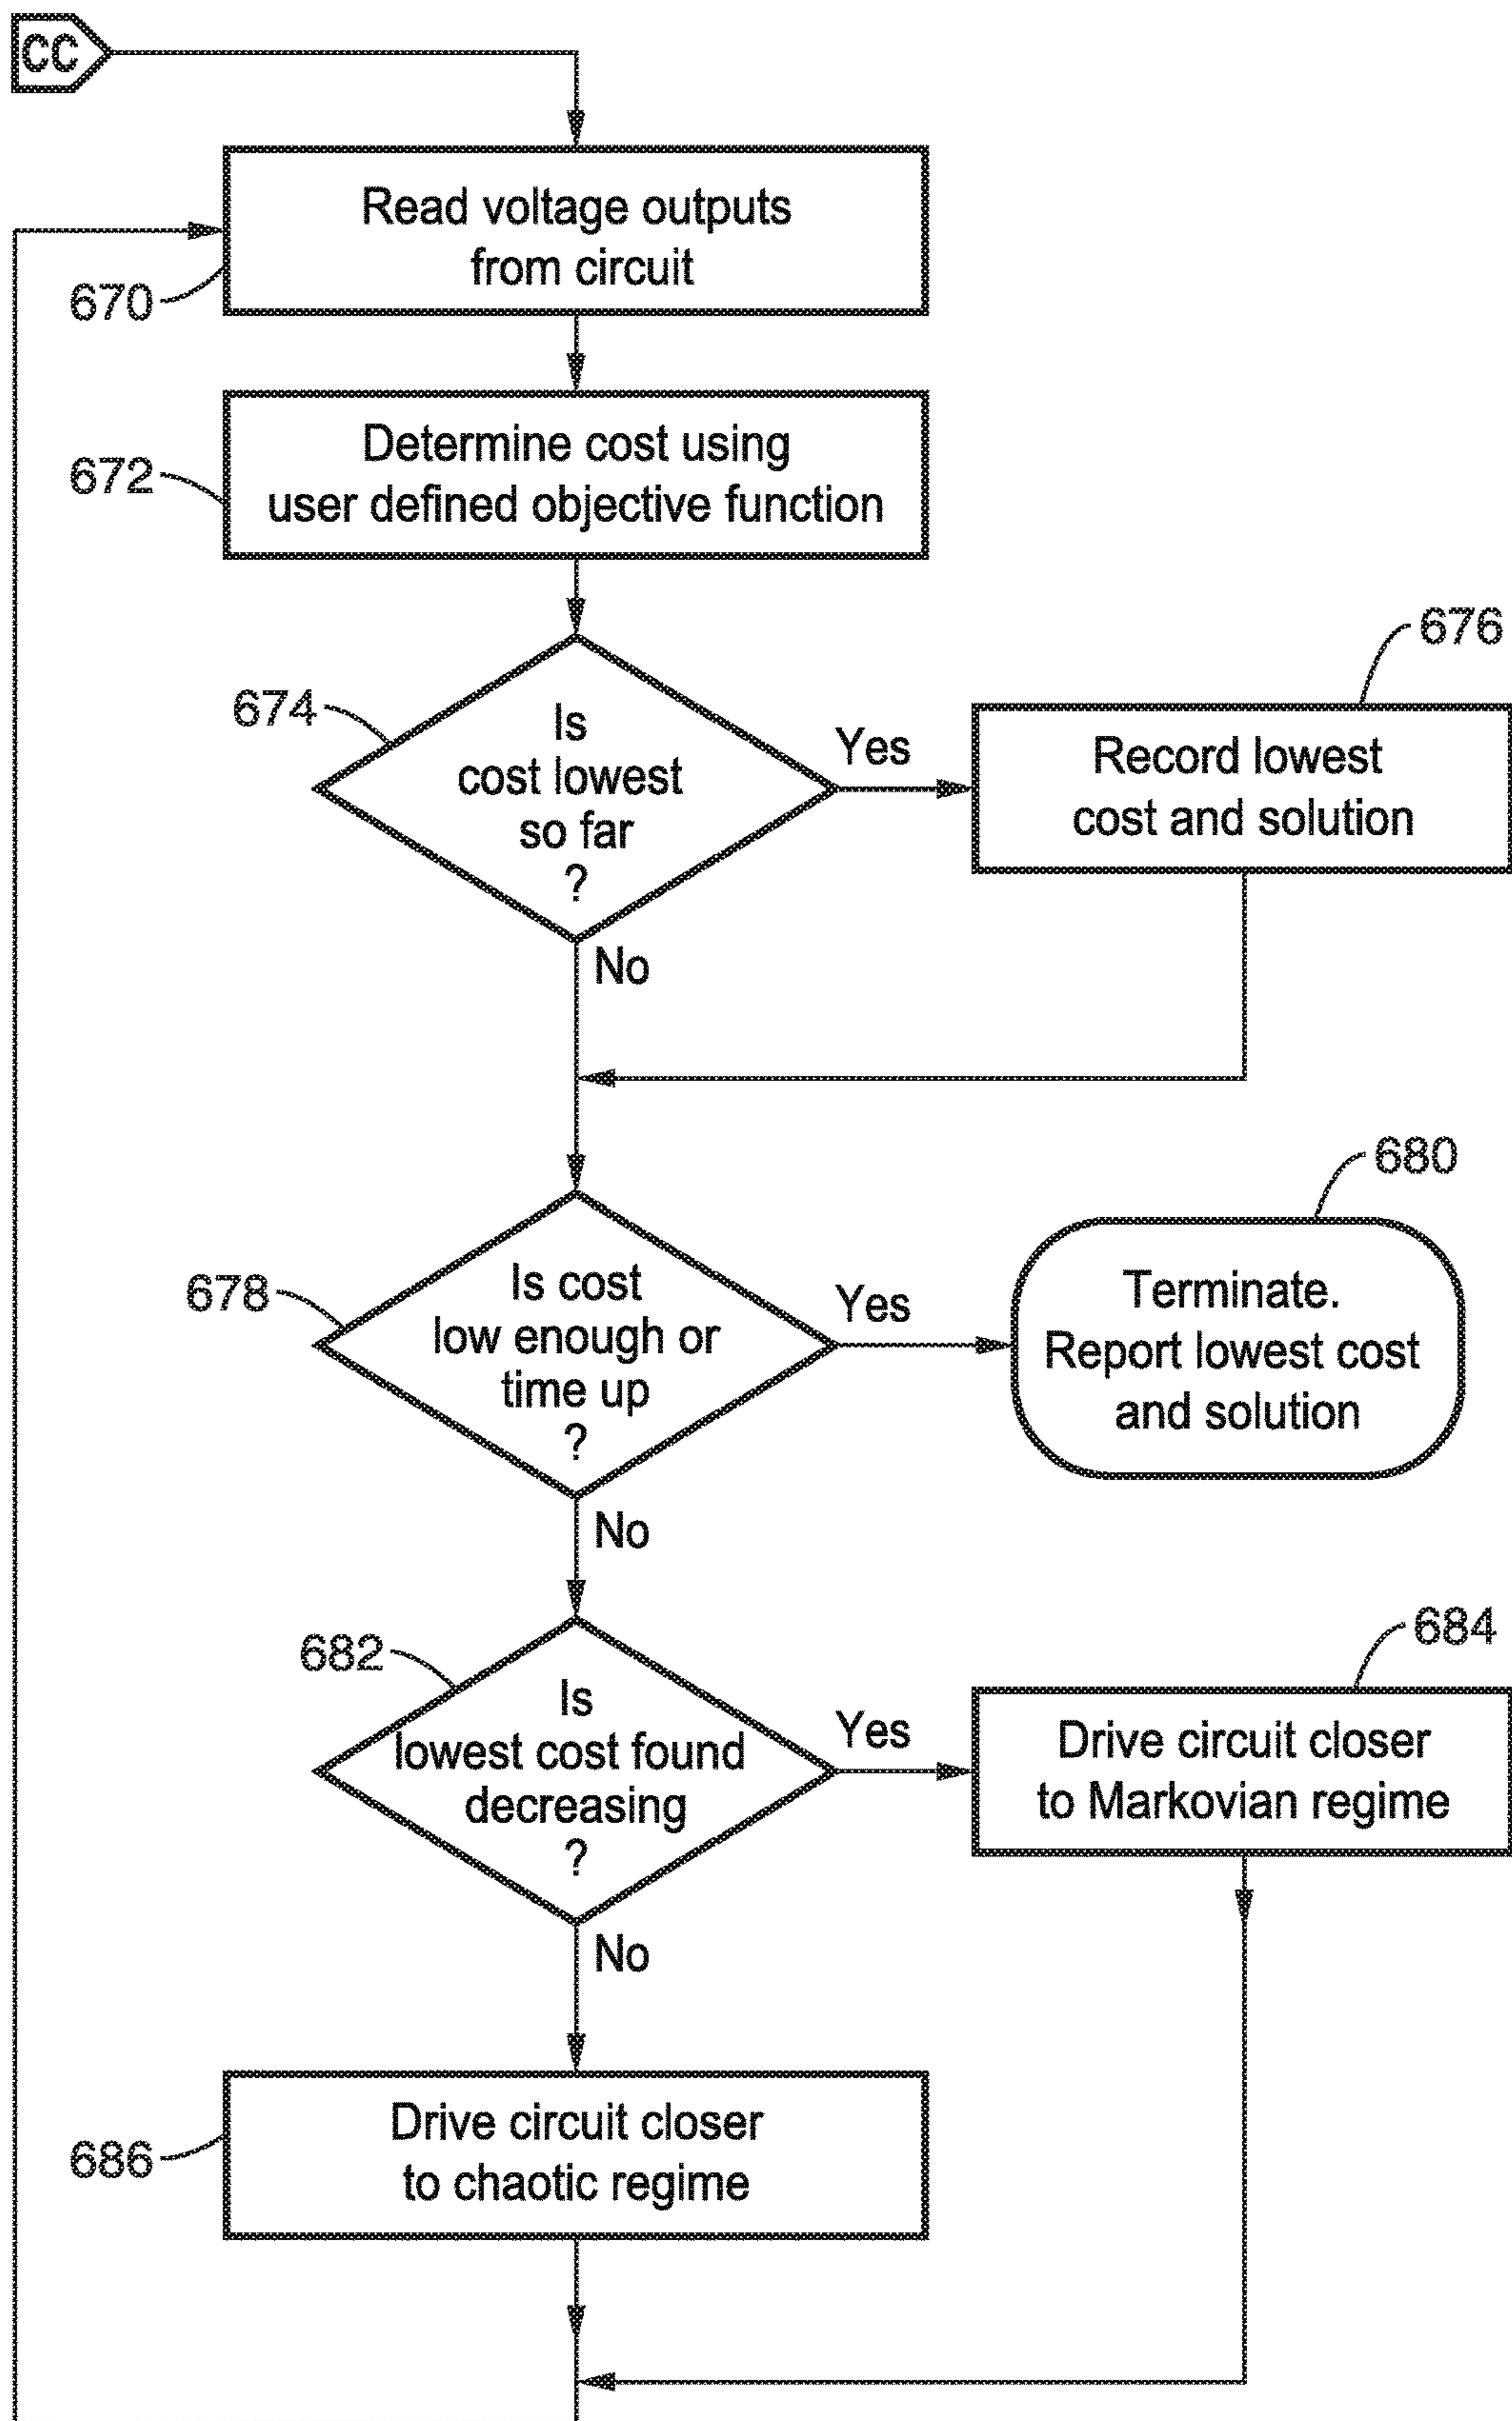 CC
Read voltage outputs
from circuit
670
Determine cost using
user defined objective function
672
674
Is
cost lowest
so far
?
Yes
No
676
Record lowest
cost and solution
678
Is cost
low enough or
time up
?
Yes
No
680
Terminate.
Report lowest cost
and solution
682
Is
lowest cost found
decreasing
?
Yes
No
684
Drive circuit closer
to Markovian regime
Drive circuit closer
to chaotic regime
686